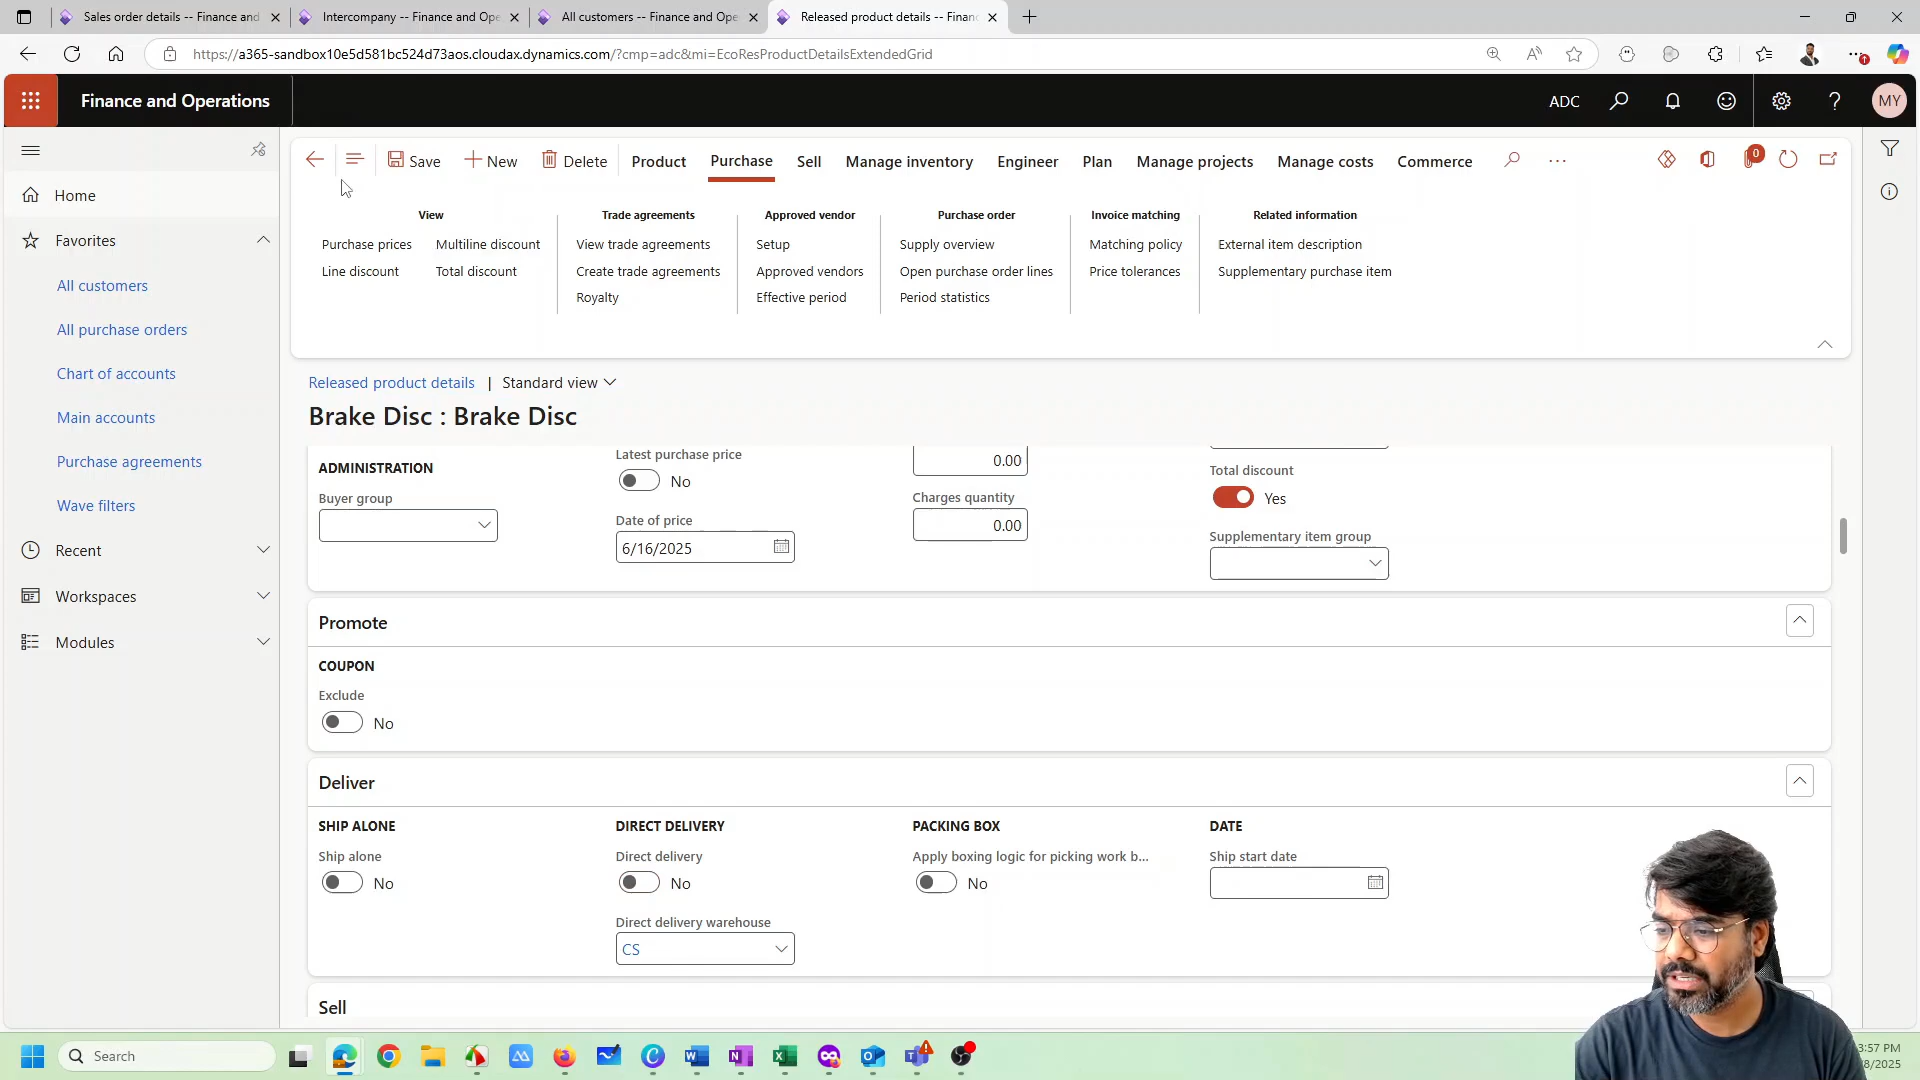 Sales order details -- Finance and
Intercompany -- Finance and Ope
All customers -- Finance and Ope
Released product details -- Finan
https://a365-sandbox10e5d581bc524d73aos.cloudax.dynamics.com/?cmp=adc&mi=EcoResProductDetailsExtendedGrid
Finance and Operations
ADC
MY
Save
New
Delete
Product
Purchase
Sell
Manage inventory
Engineer
Plan
Manage projects
Manage costs
Commerce
0
Home
Favorites
All customers
All purchase orders
Chart of accounts
Main accounts
Purchase agreements
Wave filters
Recent
Workspaces
Modules
View
Purchase prices
Multiline discount
Line discount
Total discount
Trade agreements
View trade agreements
Create trade agreements
Royalty
Approved vendor
Setup
Approved vendors
Effective period
Purchase order
Supply overview
Open purchase order lines
Period statistics
Invoice matching
Matching policy
Price tolerances
Related information
External item description
Supplementary purchase item
Released product details | Standard view
Brake Disc : Brake Disc
ADMINISTRATION
Buyer group
Latest purchase price
No
Date of price
6/16/2025
0.00
Charges quantity
0.00
Total discount
Yes
Supplementary item group
Promote
COUPON
Exclude
No
Deliver
SHIP ALONE
Ship alone
No
DIRECT DELIVERY
Direct delivery
No
Direct delivery warehouse
CS
PACKING BOX
Apply boxing logic for picking work b...
No
DATE
Ship start date
Sell
Search
3:57 PM
8/2025